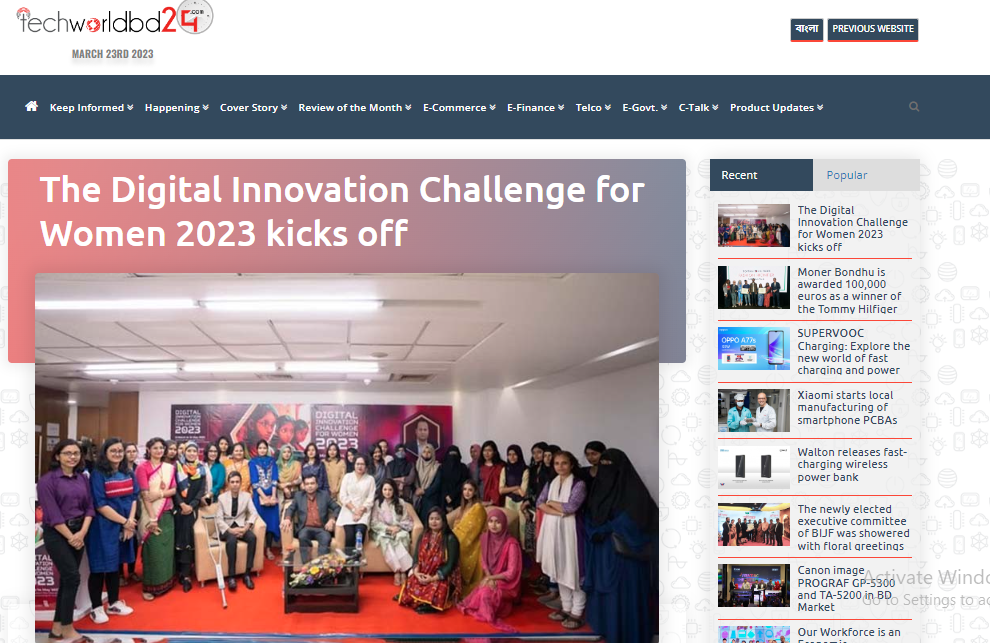 techworldbd24.com
MARCH 23RD 2023
বাংলা
PREVIOUS WEBSITE
Keep Informed
Happening
Cover Story
Review of the Month
E-Commerce
E-Finance
Telco
E-Govt.
C-Talk
Product Updates
The Digital Innovation Challenge for
Women 2023 kicks off
DIGITAL
INNOVATION
CHALLENGE
FOR WOMEN
2023
DIGITAL
INNOVATION
CHALLENGE
FOR WOMEN
2023
2023
Recent
Popular
The Digital
Innovation Challenge
for Women 2023
kicks off
Moner Bondhu is
awarded 100,000
euros as a winner of
the Tommy Hilfiger
OPPO A77s
SUPERVOOC
Charging: Explore the
new world of fast
charging and power
Xiaomi starts local
manufacturing of
smartphone PCBAs
Walton releases fast-
charging wireless
power bank
The newly elected
executive committee
of BIJF was showered
with floral greetings
Canon image
PROGRAF GP-5300
and TA-5200 in BD
Market
Our Workforce is an
Activate Windo
Go to Settings to ac